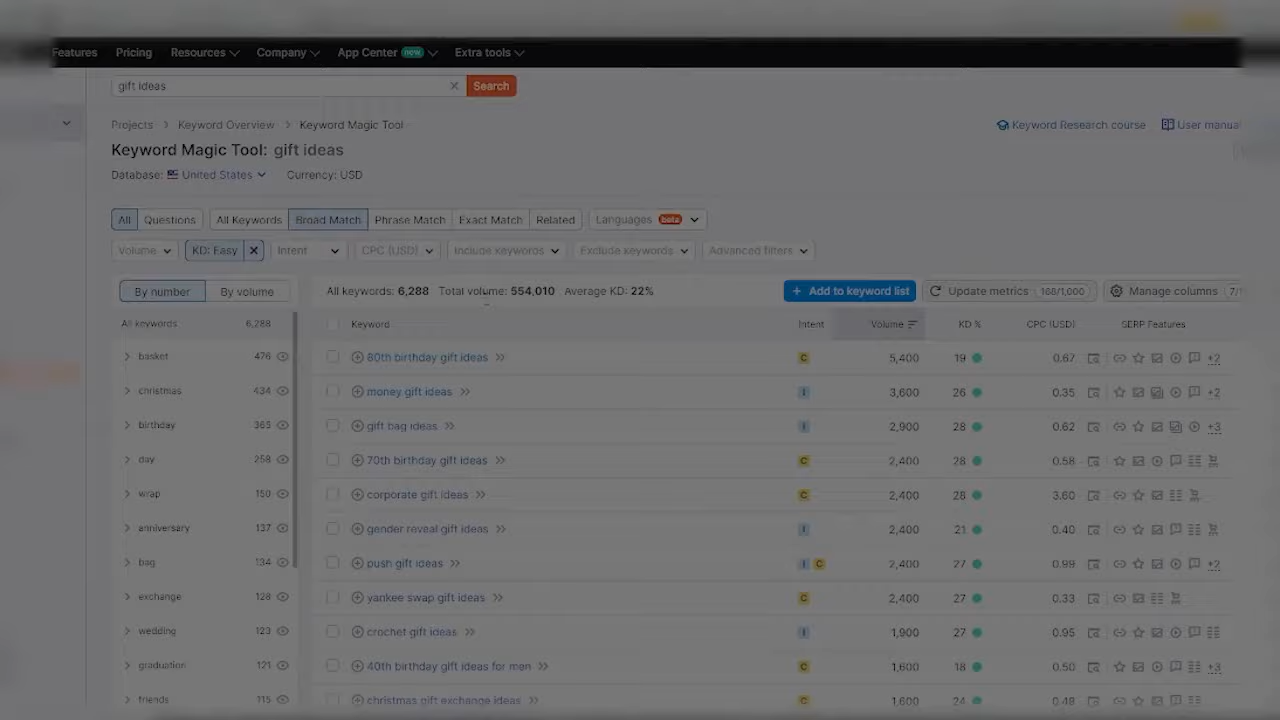 Features Pricing Resources Company App Center new Extra tools
gift ideas Search
Projects Keyword Overview Keyword Magic Tool
Keyword Research course User manua
Keyword Magic Tool: gift ideas
Database: United States Currency: USD
All Questions All Keywords Broad Match Phrase Match Exact Match Related Languages beta
Volume KD: Easy Intent CPC (USD) Include keywords Exclude keywords Advanced filters
By number By volume All keywords: 6,288 Total volume: 554,010 Average KD: 22% + Add to keyword list Update metrics 168/1,000 Manage columns 7/1
All keywords 6,288 Keyword Intent Volume KD % CPC (USD) SERP Features
basket 476 80th birthday gift ideas C 5,400 19 0.67 +2
christmas 434 money gift ideas I 3,600 26 0.35 +2
birthday 365 gift bag ideas I 2,900 28 0.62 +3
day 258 70th birthday gift ideas C 2,400 28 0.58
wrap 150 corporate gift ideas C 2,400 28 3.60
anniversary 137 gender reveal gift ideas I 2,400 21 0.40
bag 134 push gift ideas I C 2,400 27 0.99 +2
exchange 128 yankee swap gift ideas C 2,400 27 0.33
wedding 123 crochet gift ideas I 1,900 27 0.95
graduation 121 40th birthday gift ideas for men C 1,600 18 0.50 +3
friends 115 christmas gift exchange ideas C 1,600 24 0.48